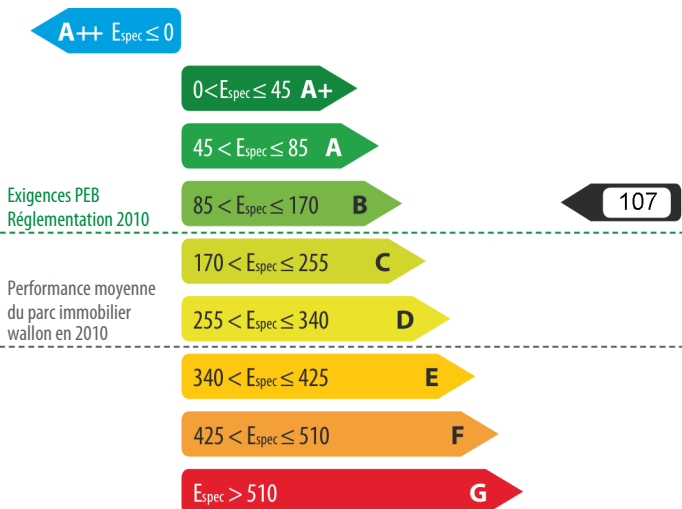 A++ Espec ≤ 0
0<Espec ≤ 45 A+
45 < Espec ≤ 85 A
Exigences PEB
Réglementation 2010
85 < Espec ≤ 170 B
107
170 < Espec ≤ 255 C
Performance moyenne
du parc immobilier
wallon en 2010
255 < Espec ≤ 340 D
340 < Espec ≤ 425 E
425 < Espec ≤ 510 F
Espec > 510 G